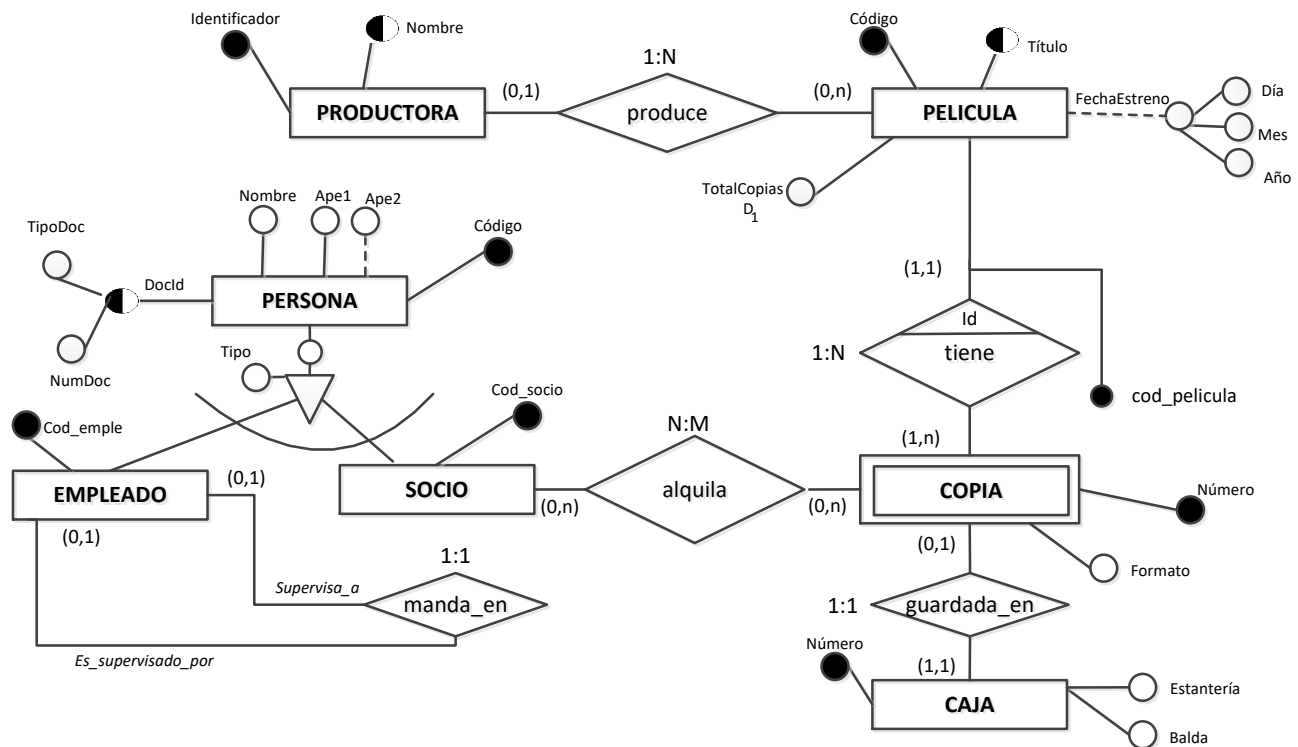 Identificador
Nombre
Código
Título
1:N
(0,1)
(0,n)
PRODUCTORA
produce
PELICULA
FechaEstreno
Día
Mes
Año
TotalCopias
D1
Nombre
Ape1
Ape2
TipoDoc
Código
DocId
PERSONA
(1,1)
Id
Tipo
1:N
tiene
NumDoc
Cod_socio
cod_pelicula
Cod_emple
N:M
(1,n)
(0,1)
EMPLEADO
SOCIO
alquila
COPIA
Número
(0,n)
(0,n)
(0,1)
(0,1)
1:1
Formato
Supervisa_a
manda_en
1:1
guardada_en
Número
Es_supervisado_por
(1,1)
Estantería
CAJA
Balda